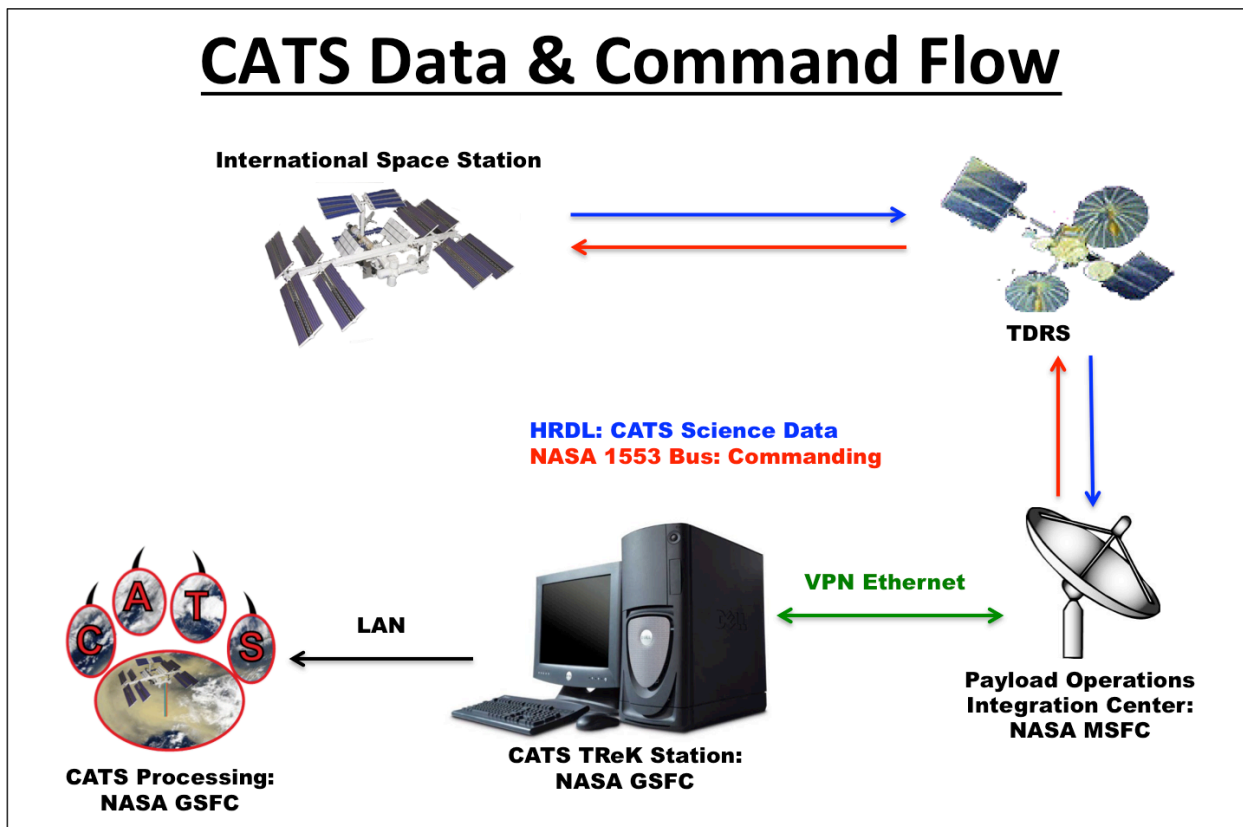 CATS Data & Command Flow
International Space Station
TDRS
HRDL: CATS Science Data
NASA 1553 Bus: Commanding
VPN Ethernet
LAN
C A T S
Payload Operations
Integration Center:
NASA MSFC
CATS TReK Station:
NASA GSFC
CATS Processing:
NASA GSFC